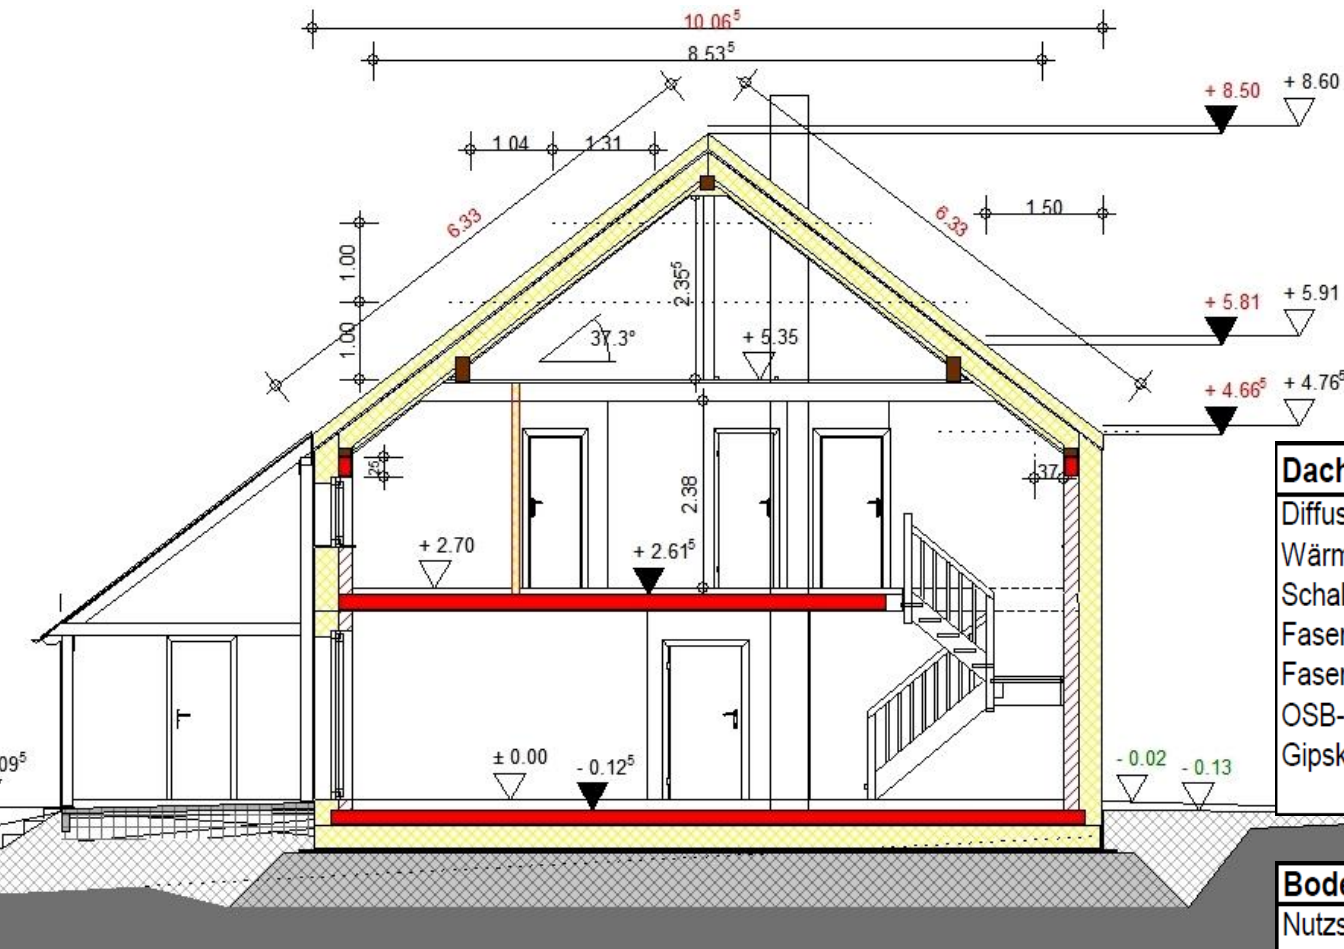 10.06⁵
8.53⁵
+ 8.50
+ 8.60
1.04
1.31
6.33
6.33
1.50
1.00
2.35⁵
1.00
37.3°
+ 5.35
+ 5.81
+ 5.91
+ 4.66⁵
+ 4.76⁵
25
37
2.38
+ 2.70
+ 2.61⁵
Dach
Diffus
Wärm
Schal
Faser
Faser
OSB-
Gipsk
09⁵
± 0.00
- 0.12⁵
- 0.02
- 0.13
Bode
Nutzs